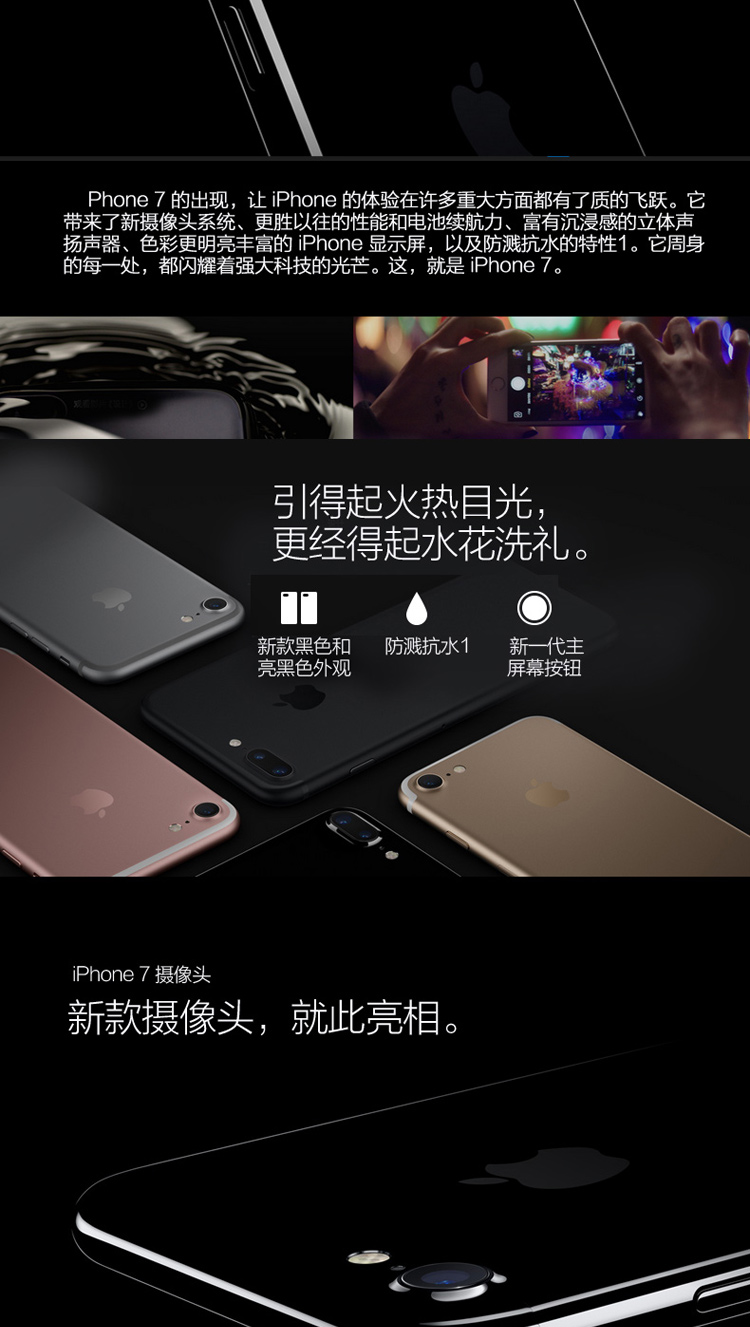 Phone 7 的出现，让 iPhone 的体验在许多重大方面都有了质的飞跃。它
带来了新摄像头系统、更胜以往的性能和电池续航力、富有沉浸感的立体声
扬声器、色彩更明亮丰富的 iPhone 显示屏，以及防溅抗水的特性1。它周身
的每一处，都闪耀着强大科技的光芒。这，就是 iPhone 7。
引得起火热目光，
更经得起水花洗礼。
新款黑色和
亮黑色外观
防溅抗水1
新一代主
屏幕按钮
iPhone 7 摄像头
新款摄像头，就此亮相。